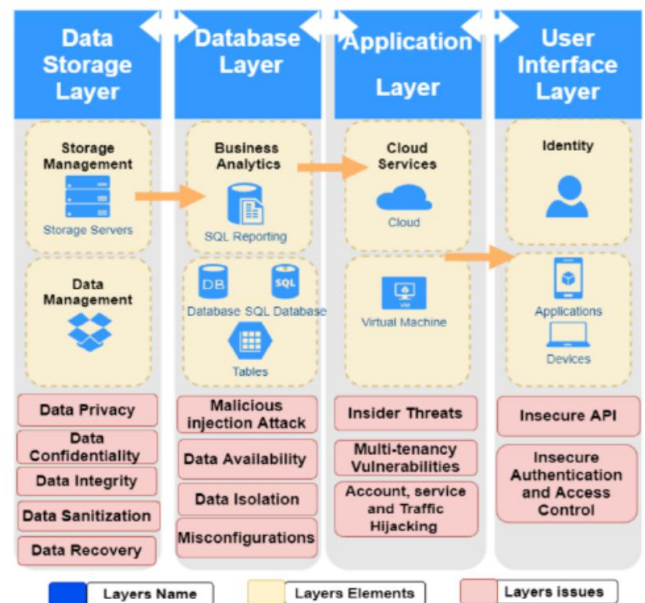 Data
Storage
Layer
Database
Layer
Application
Layer
User
Interface
Layer
Storage
Management
Storage Servers
Data
Management
Business
Analytics
SQL Reporting
DB
SQL
Database SQL Database
Tables
Cloud
Services
Cloud
VM
Virtual Machine
Identity
Applications
Devices
Data Privacy
Data
Confidentiality
Data Integrity
Data Sanitization
Data Recovery
Malicious
injection Attack
Data Availability
Data Isolation
Misconfigurations
Insider Threats
Multi-tenancy
Vulnerabilities
Account, service
and Traffic
Hijacking
Insecure API
Insecure
Authentication
and Access
Control
Layers Name
Layers Elements
Layers issues